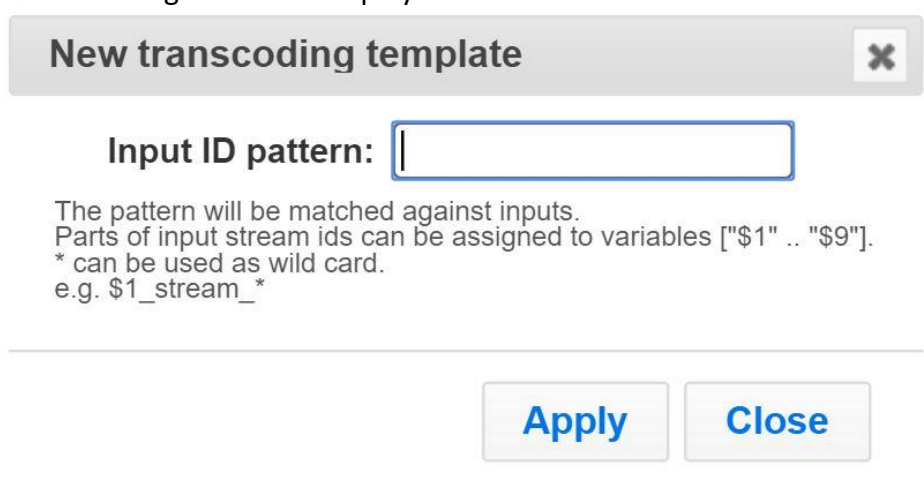 New transcoding template
Input ID pattern:
The pattern will be matched against inputs.
Parts of input stream ids can be assigned to variables ["$1" .. "$9"].
* can be used as wild card.
e.g. $1_stream_*
Apply Close